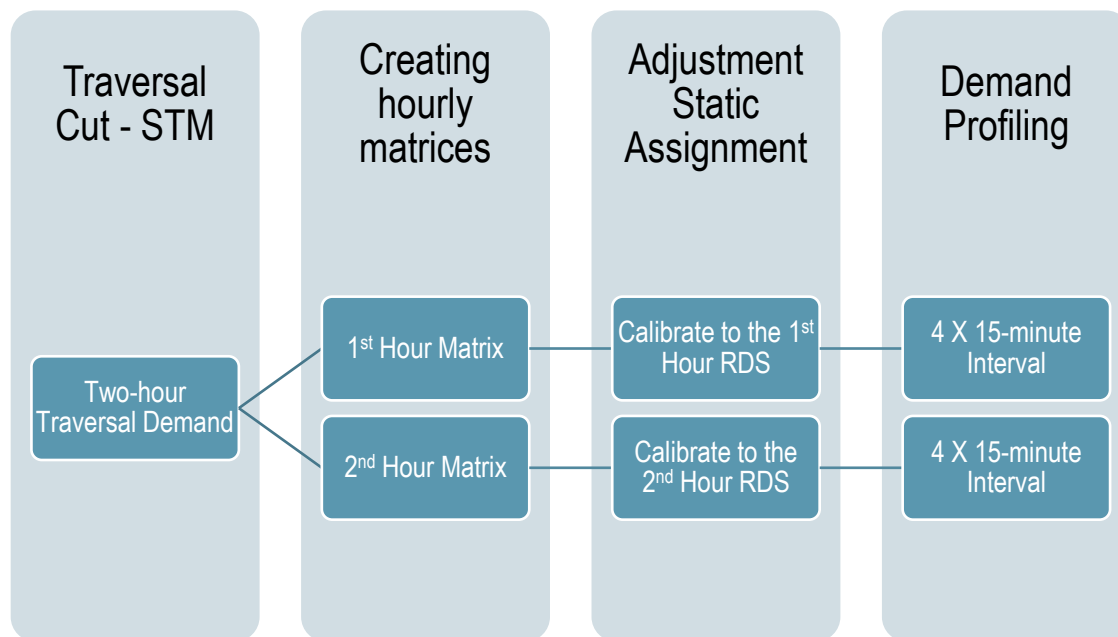 Traversal
Cut - STM
Creating
hourly
matrices
Adjustment
Static
Assignment
Demand
Profiling
Two-hour
Traversal Demand
1st Hour Matrix
Calibrate to the 1st
Hour RDS
4 X 15-minute
Interval
2nd Hour Matrix
Calibrate to the
2nd Hour RDS
4 X 15-minute
Interval